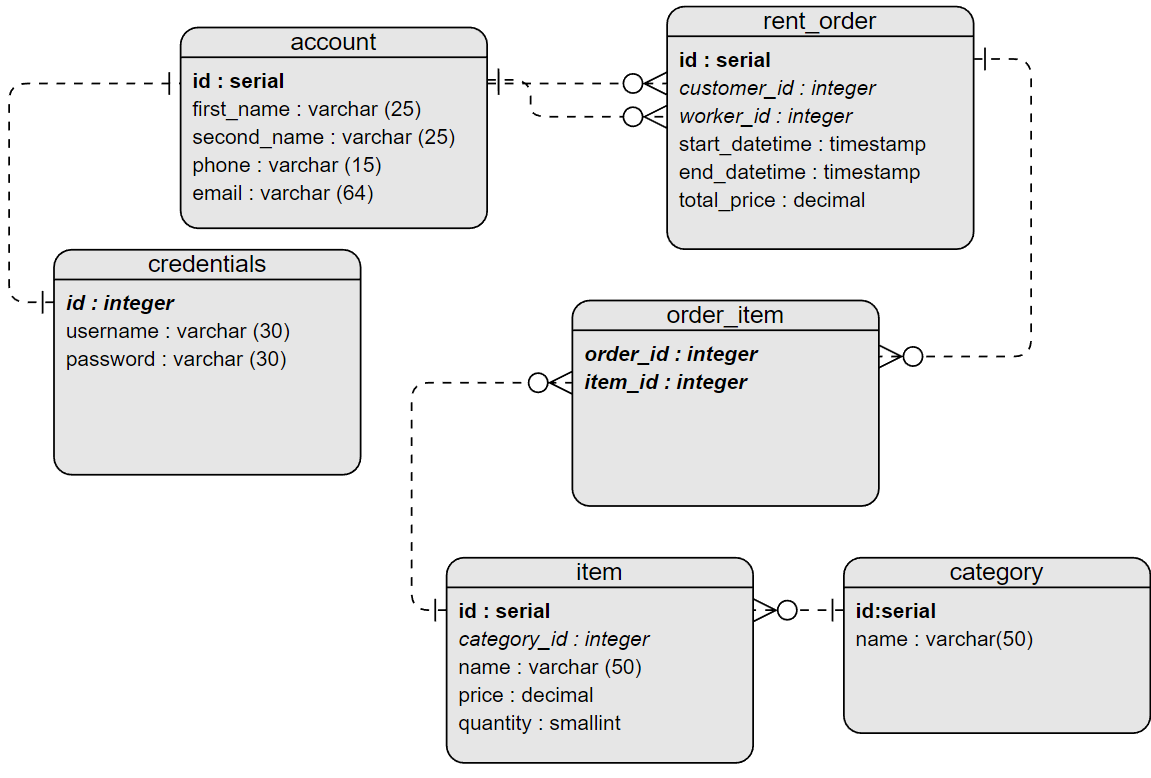 account
id : serial
first_name : varchar (25)
second_name : varchar (25)
phone : varchar (15)
email : varchar (64)
rent_order
id : serial
customer_id : integer
worker_id : integer
start_datetime : timestamp
end_datetime : timestamp
total_price : decimal
credentials
id : integer
username : varchar (30)
password : varchar (30)
order_item
order_id : integer
item_id : integer
item
id : serial
category_id : integer
name : varchar (50)
price : decimal
quantity : smallint
category
id:serial
name : varchar(50)